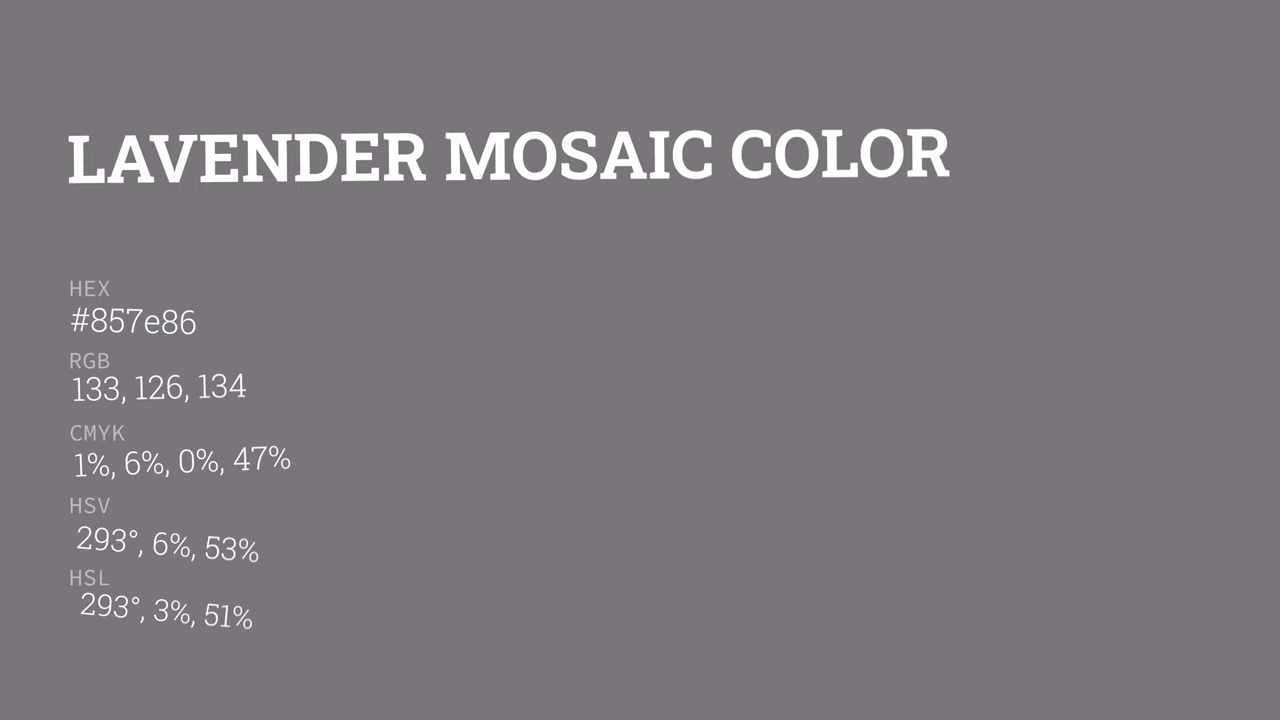 LAVENDER MOSAIC COLOR
HEX
#857e86
RGB
133, 126, 134
CMYK
1%, 6%, 0%, 47%
HSV
293°, 6%, 53%
HSL
293°, 3%, 51%